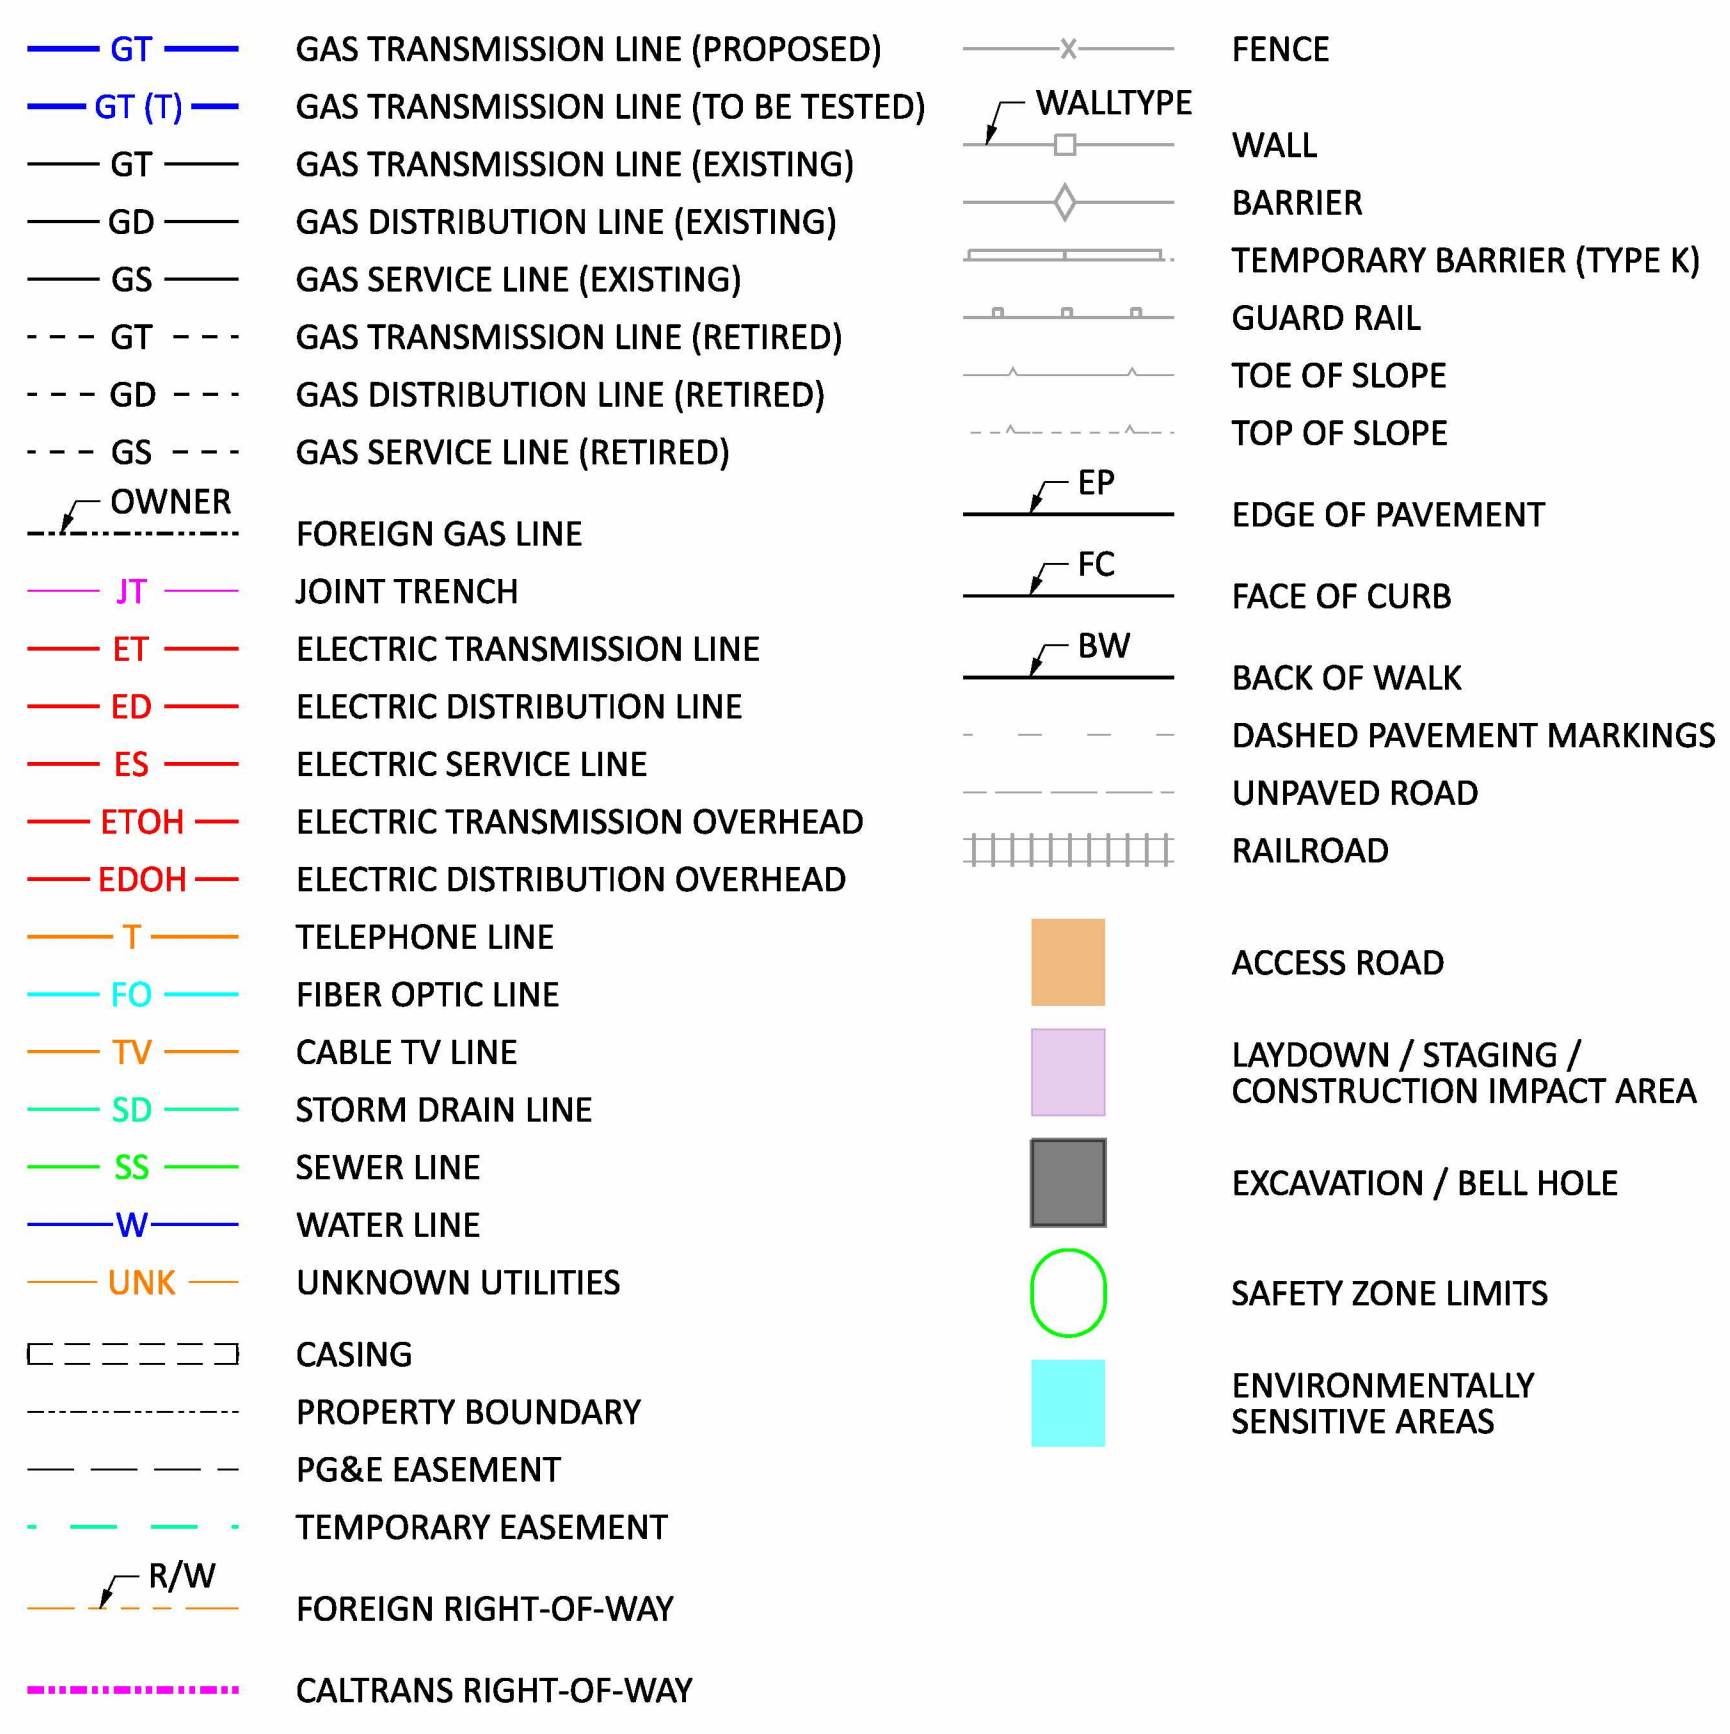 GT GAS TRANSMISSION LINE (PROPOSED)
GT (T) GAS TRANSMISSION LINE (TO BE TESTED)
GT GAS TRANSMISSION LINE (EXISTING)
GD GAS DISTRIBUTION LINE (EXISTING)
GS GAS SERVICE LINE (EXISTING)
GT GAS TRANSMISSION LINE (RETIRED)
GD GAS DISTRIBUTION LINE (RETIRED)
GS GAS SERVICE LINE (RETIRED)
OWNER
FOREIGN GAS LINE
JT JOINT TRENCH
ET ELECTRIC TRANSMISSION LINE
ED ELECTRIC DISTRIBUTION LINE
ES ELECTRIC SERVICE LINE
ETOH ELECTRIC TRANSMISSION OVERHEAD
EDOH ELECTRIC DISTRIBUTION OVERHEAD
T TELEPHONE LINE
FO FIBER OPTIC LINE
TV CABLE TV LINE
SD STORM DRAIN LINE
SS SEWER LINE
W WATER LINE
UNK UNKNOWN UTILITIES
CASING
PROPERTY BOUNDARY
PG&E EASEMENT
TEMPORARY EASEMENT
R/W
FOREIGN RIGHT-OF-WAY
CALTRANS RIGHT-OF-WAY
FENCE
WALLTYPE
WALL
BARRIER
TEMPORARY BARRIER (TYPE K)
GUARD RAIL
TOE OF SLOPE
TOP OF SLOPE
EP
EDGE OF PAVEMENT
FC
FACE OF CURB
BW
BACK OF WALK
DASHED PAVEMENT MARKINGS
UNPAVED ROAD
RAILROAD
ACCESS ROAD
LAYDOWN / STAGING /
CONSTRUCTION IMPACT AREA
EXCAVATION / BELL HOLE
SAFETY ZONE LIMITS
ENVIRONMENTALLY
SENSITIVE AREAS